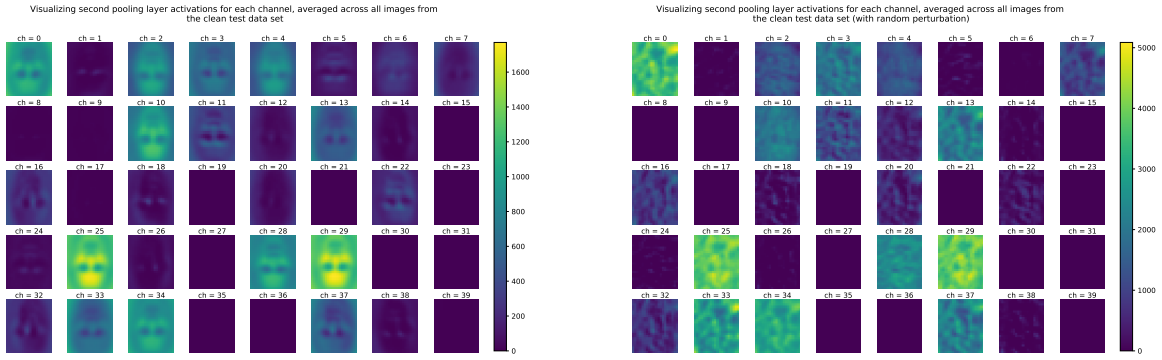 Visualizing second pooling layer activations for each channel, averaged across all images from
the clean test data set
ch = 0 ch = 1 ch = 2 ch = 3 ch = 4 ch = 5 ch = 6 ch = 7
ch = 8 ch = 9 ch = 10 ch = 11 ch = 12 ch = 13 ch = 14 ch = 15
ch = 16 ch = 17 ch = 18 ch = 19 ch = 20 ch = 21 ch = 22 ch = 23
ch = 24 ch = 25 ch = 26 ch = 27 ch = 28 ch = 29 ch = 30 ch = 31
ch = 32 ch = 33 ch = 34 ch = 35 ch = 36 ch = 37 ch = 38 ch = 39
1600
1400
1200
1000
800
600
400
200
0
Visualizing second pooling layer activations for each channel, averaged across all images from
the clean test data set (with random perturbation)
ch = 0 ch = 1 ch = 2 ch = 3 ch = 4 ch = 5 ch = 6 ch = 7
ch = 8 ch = 9 ch = 10 ch = 11 ch = 12 ch = 13 ch = 14 ch = 15
ch = 16 ch = 17 ch = 18 ch = 19 ch = 20 ch = 21 ch = 22 ch = 23
ch = 24 ch = 25 ch = 26 ch = 27 ch = 28 ch = 29 ch = 30 ch = 31
ch = 32 ch = 33 ch = 34 ch = 35 ch = 36 ch = 37 ch = 38 ch = 39
5000
4000
3000
2000
1000
0